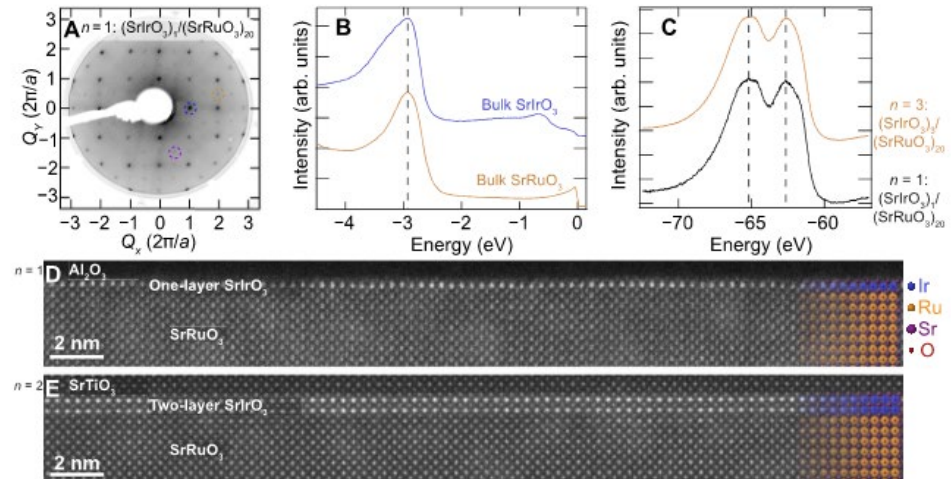 A n = 1: (SrIrO₃)₁/(SrRuO₃)₂₀
3
2
1
0
−1
−2
−3
Q_Y (2π/a)
−3 −2 −1 0 1 2 3
Q_x (2π/a)
B
Intensity (arb. units)
Bulk SrIrO₃
Bulk SrRuO₃
−4 −3 −2 −1 0
Energy (eV)
C
Intensity (arb. units)
−70 −65 −60
Energy (eV)
n = 3:
(SrIrO₃)₃/
(SrRuO₃)₂₀
n = 1:
(SrIrO₃)₁/
(SrRuO₃)₂₀
n = 1 D Al₂O₃
One-layer SrIrO₃
SrRuO₃
2 nm
Ir
Ru
Sr
O
n = 2 E SrTiO₃
Two-layer SrIrO₃
SrRuO₃
2 nm